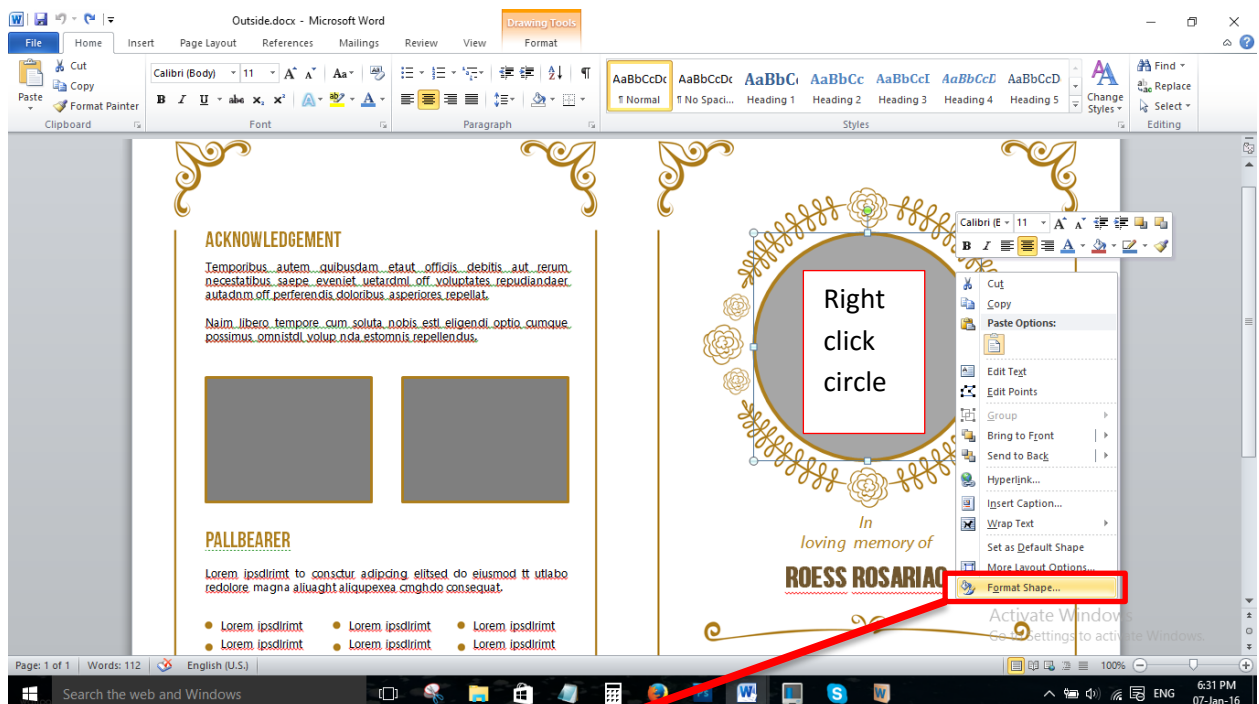 Outside.docx - Microsoft Word
Drawing Tools
File Home Insert Page Layout References Mailings Review View Format
Cut
Copy
Format Painter
Paste
Clipboard
Calibri (Body) 11
Font
Paragraph
AaBbCcDc AaBbCcDc AaBbC AaBbCc AaBbCcI AaBbCcD AaBbCcD
¶ Normal ¶ No Spaci... Heading 1 Heading 2 Heading 3 Heading 4 Heading 5
Styles
Change Styles
Find
Replace
Select
Editing
ACKNOWLEDGEMENT
Temporibus autem quibusdam etaut officiis debitis aut rerum
necestatibus saepe eveniet uetardml off voluptates repudiandaer
autadnm off perferendis doloribus asperiores repellat.
Naim libero tempore cum soluta nobis estl eligendi optio cumque
possimus omnistdl volup nda estomnis repellendus.
PALLBEARER
Lorem ipsdlrimt to consctur adipcing elitsed do eiusmod tt utlabo
redolore magna aliuaght aliqupexea cmghdo consequat.
Lorem ipsdlrimt Lorem ipsdlrimt Lorem ipsdlrimt
Lorem ipsdlrimt Lorem ipsdlrimt Lorem ipsdlrimt
Right
click
circle
In
loving memory of
ROESS ROSARIAO
Calibri (E 11
Cut
Copy
Paste Options:
Edit Text
Edit Points
Group
Bring to Front
Send to Back
Hyperlink...
Insert Caption...
Wrap Text
Set as Default Shape
More Layout Options...
Format Shape...
Activate Windows
Go to Settings to activate Windows.
Page: 1 of 1 Words: 112 English (U.S.) 100%
Search the web and Windows
ENG
6:31 PM
07-Jan-16